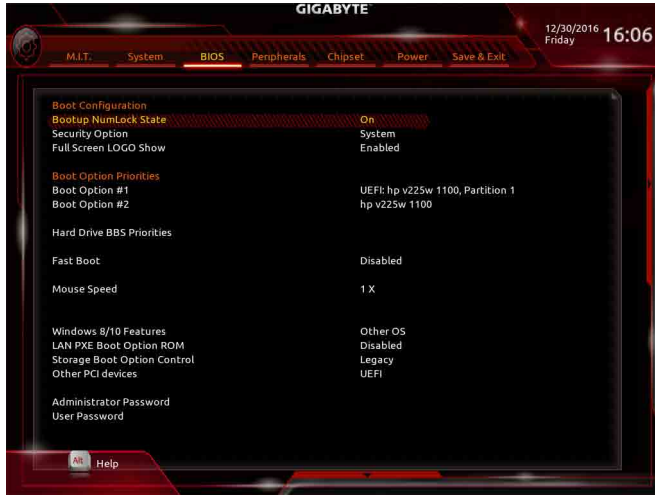 GIGABYTE
12/30/2016 Friday 16:06
M.I.T. System BIOS Peripherals Chipset Power Save & Exit
Boot Configuration
Bootup NumLock State On
Security Option System
Full Screen LOGO Show Enabled
Boot Option Priorities
Boot Option #1 UEFI: hp v225w 1100, Partition 1
Boot Option #2 hp v225w 1100
Hard Drive BBS Priorities
Fast Boot Disabled
Mouse Speed 1 X
Windows 8/10 Features Other OS
LAN PXE Boot Option ROM Disabled
Storage Boot Option Control Legacy
Other PCI devices UEFI
Administrator Password
User Password
Alt Help